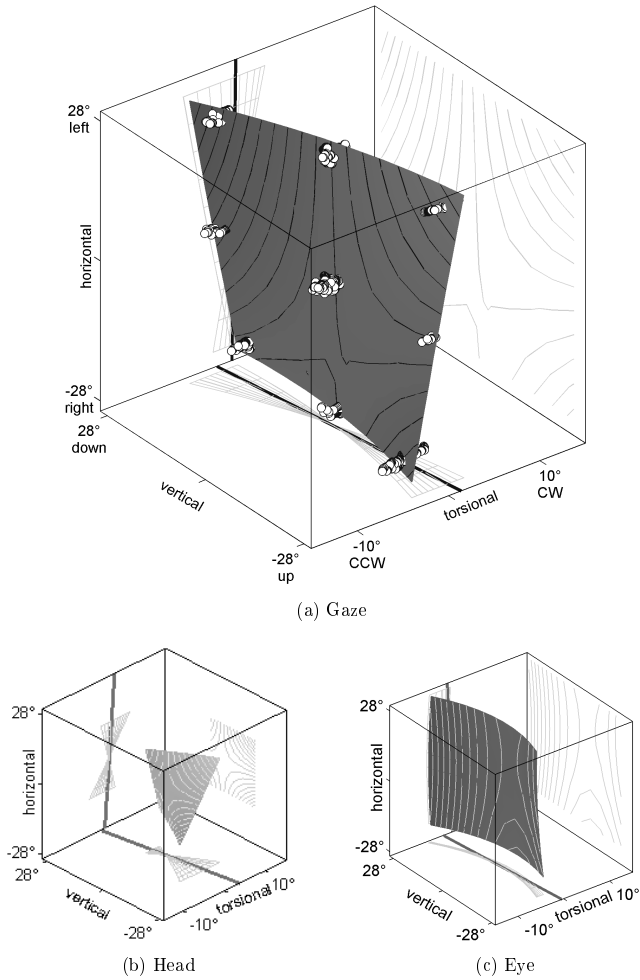 28°
left
horizontal
-28°
right
28°
down
vertical
-28°
up
-10°
CCW
torsional
10°
CW
(a) Gaze
28°
horizontal
-28°
28°
vertical
-28°
-10°
torsional
10°
(b) Head
28°
horizontal
-28°
28°
vertical
-28°
-10°
torsional 10°
(c) Eye